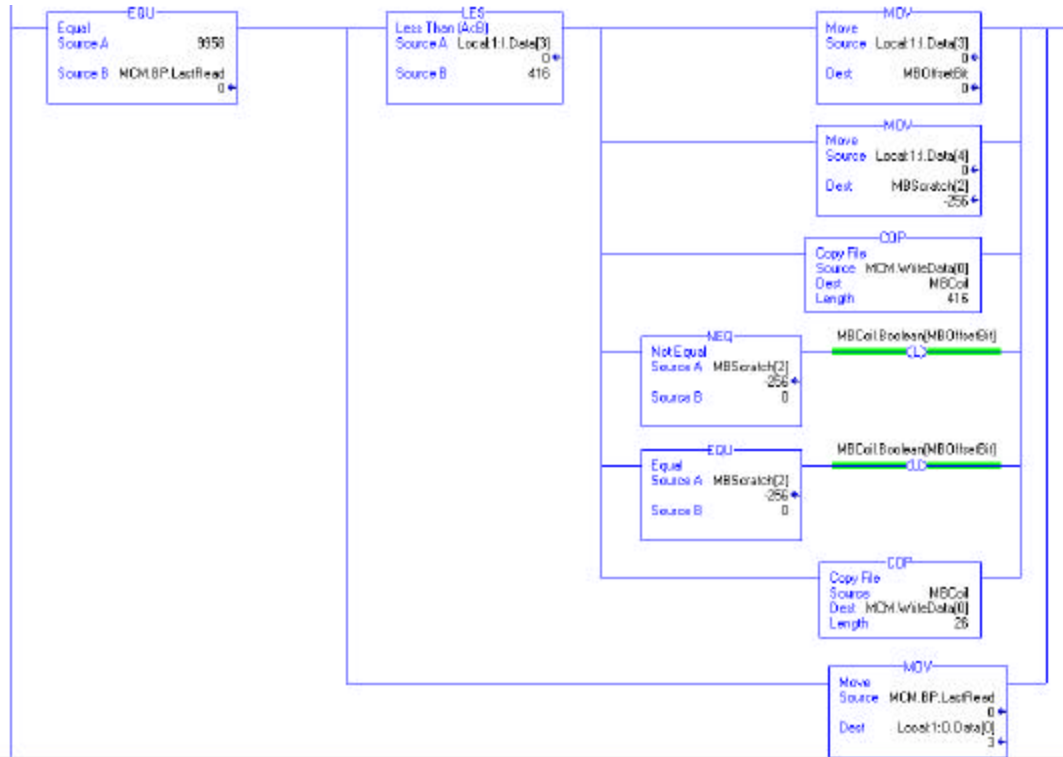 EQU
Equal
Source A 9958
Source B MCM.BP.LastRead
0
LES
Less Than (A<B)
Source A Local:1:I.Data[3]
0
Source B 416
MOV
Move
Source Local:1:I.Data[3]
0
Dest MBOffsetBit
0
MOV
Move
Source Local:1:I.Data[4]
0
Dest MBScratch[2]
-256
COP
Copy File
Source MCM.WriteData[0]
Dest MBCoil
Length 416
NEQ
Not Equal
Source A MBScratch[2]
-256
Source B 0
MBCoil.Boolean[MBOffsetBit]
(L)
EQU
Equal
Source A MBScratch[2]
-256
Source B 0
MBCoil.Boolean[MBOffsetBit]
(U)
COP
Copy File
Source MBCoil
Dest MCM.WriteData[0]
Length 26
MOV
Move
Source MCM.BP.LastRead
0
Dest Local:1:O.Data[0]
3